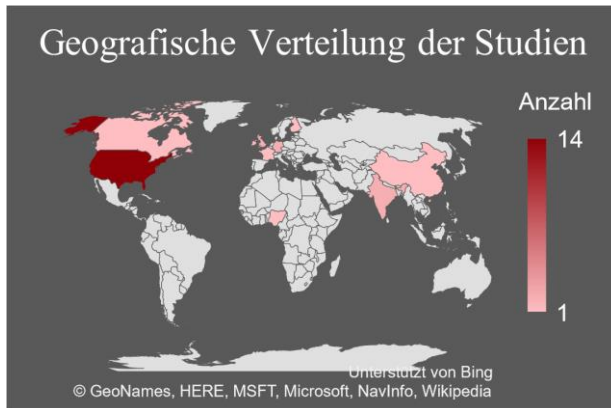 Geografische Verteilung der Studien
Anzahl
14
1
Unterstützt von Bing
© GeoNames, HERE, MSFT, Microsoft, NavInfo, Wikipedia